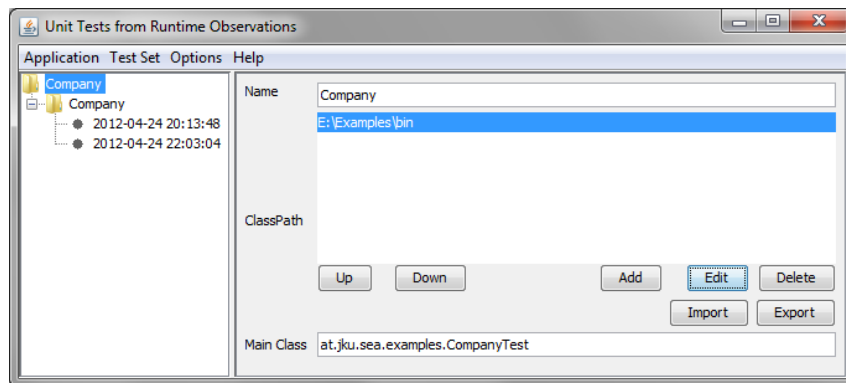 Unit Tests from Runtime Observations
Application Test Set Options Help
Company
Company
2012-04-24 20:13:48
2012-04-24 22:03:04
Name
Company
E:\Examples\bin
ClassPath
Up Down Add Edit Delete
Import Export
Main Class at.jku.sea.examples.CompanyTest